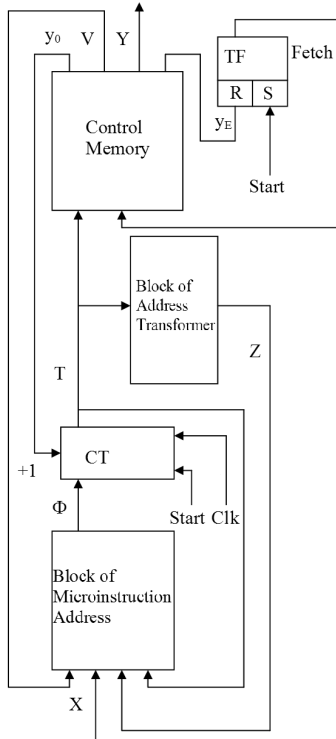 y0 V Y
TF Fetch
R S
yE
Control
Memory
Start
Block of
Address
Transformer
Z
T
CT
+1
Φ
Start Clk
Block of
Microinstruction
Address
X